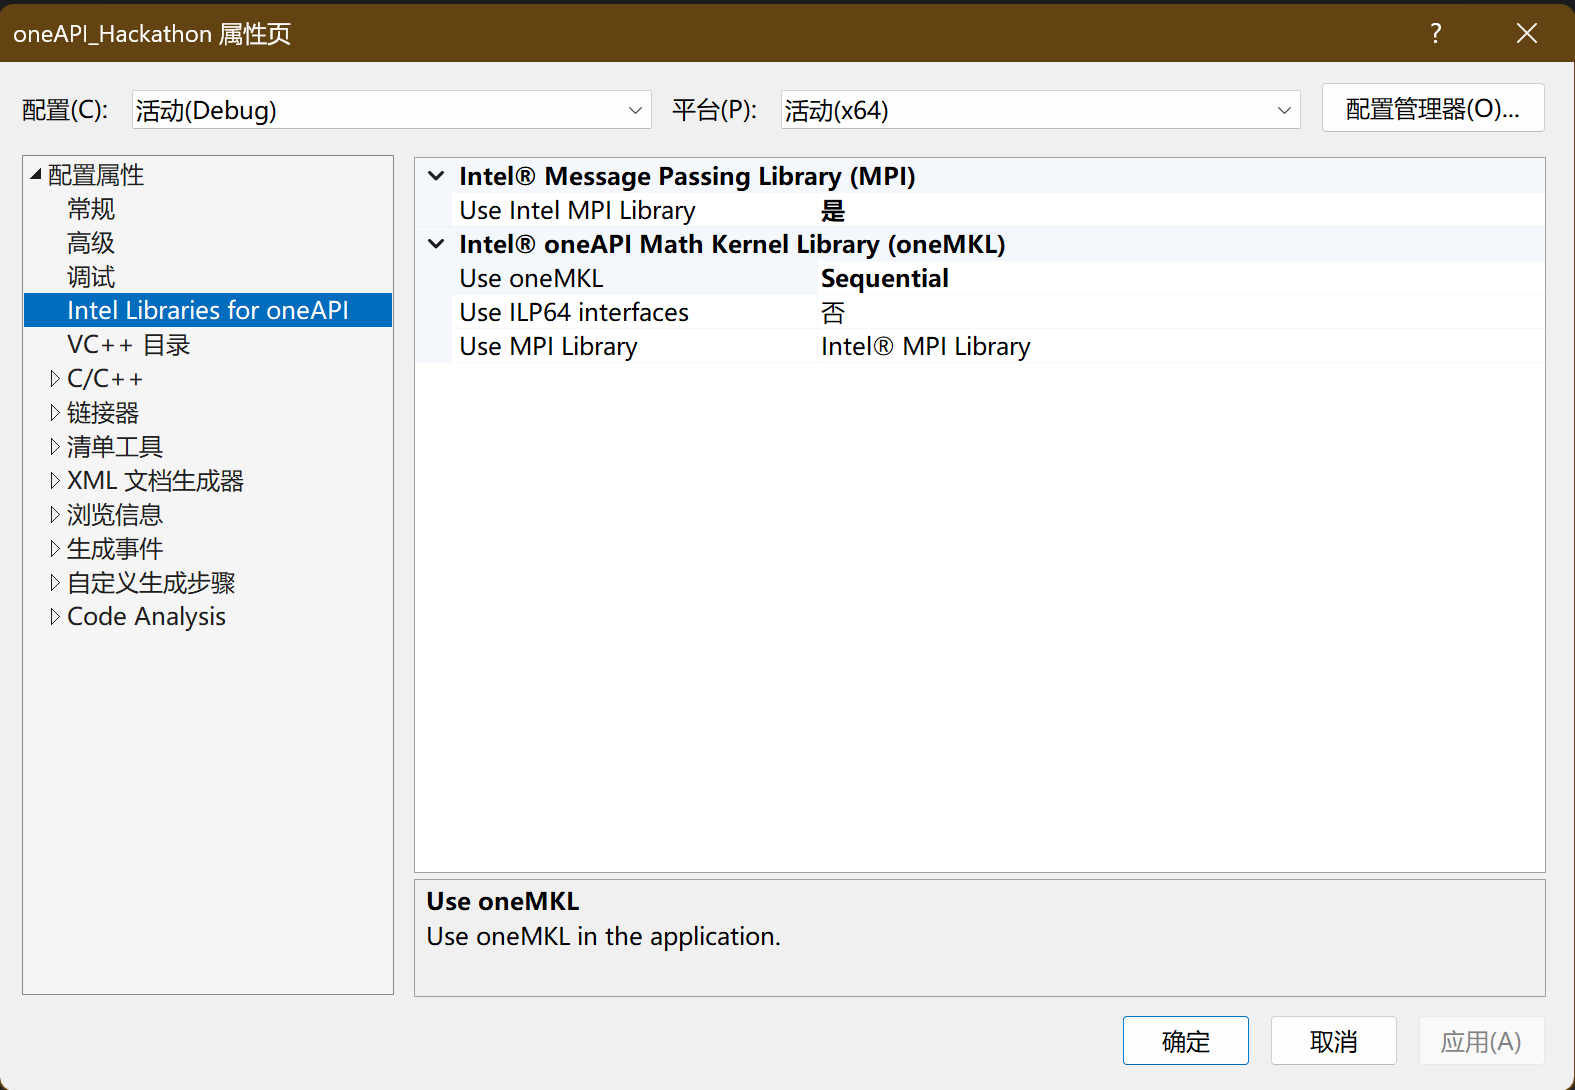 oneAPI_Hackathon 属性页 ?
配置(C): 活动(Debug) 平台(P): 活动(x64) 配置管理器(O)...
配置属性
常规
高级
调试
Intel Libraries for oneAPI
VC++ 目录
C/C++
链接器
清单工具
XML 文档生成器
浏览信息
生成事件
自定义生成步骤
Code Analysis
Intel® Message Passing Library (MPI)
Use Intel MPI Library 是
Intel® oneAPI Math Kernel Library (oneMKL)
Use oneMKL Sequential
Use ILP64 interfaces 否
Use MPI Library Intel® MPI Library
Use oneMKL
Use oneMKL in the application.
确定 取消 应用(A)